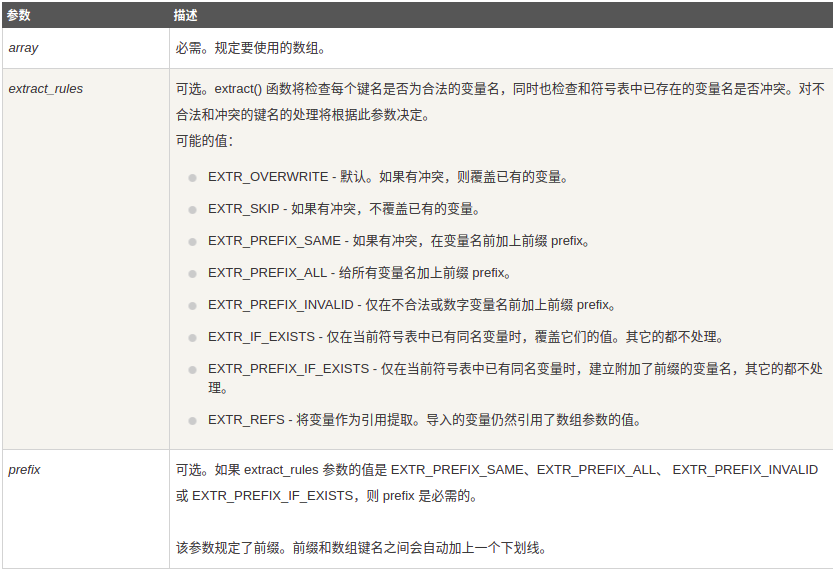 参数 描述
array 必需。规定要使用的数组。
extract_rules 可选。extract() 函数将检查每个键名是否为合法的变量名，同时也检查和符号表中已存在的变量名是否冲突。对不
合法和冲突的键名的处理将根据此参数决定。
可能的值：
EXTR_OVERWRITE - 默认。如果有冲突，则覆盖已有的变量。
EXTR_SKIP - 如果有冲突，不覆盖已有的变量。
EXTR_PREFIX_SAME - 如果有冲突，在变量名前加上前缀 prefix。
EXTR_PREFIX_ALL - 给所有变量名加上前缀 prefix。
EXTR_PREFIX_INVALID - 仅在不合法或数字变量名前加上前缀 prefix。
EXTR_IF_EXISTS - 仅在当前符号表中已有同名变量时，覆盖它们的值。其它的都不处理。
EXTR_PREFIX_IF_EXISTS - 仅在当前符号表中已有同名变量时，建立附加了前缀的变量名，其它的都不处
理。
EXTR_REFS - 将变量作为引用提取。导入的变量仍然引用了数组参数的值。
prefix 可选。如果 extract_rules 参数的值是 EXTR_PREFIX_SAME、EXTR_PREFIX_ALL、 EXTR_PREFIX_INVALID
或 EXTR_PREFIX_IF_EXISTS，则 prefix 是必需的。
该参数规定了前缀。前缀和数组键名之间会自动加上一个下划线。